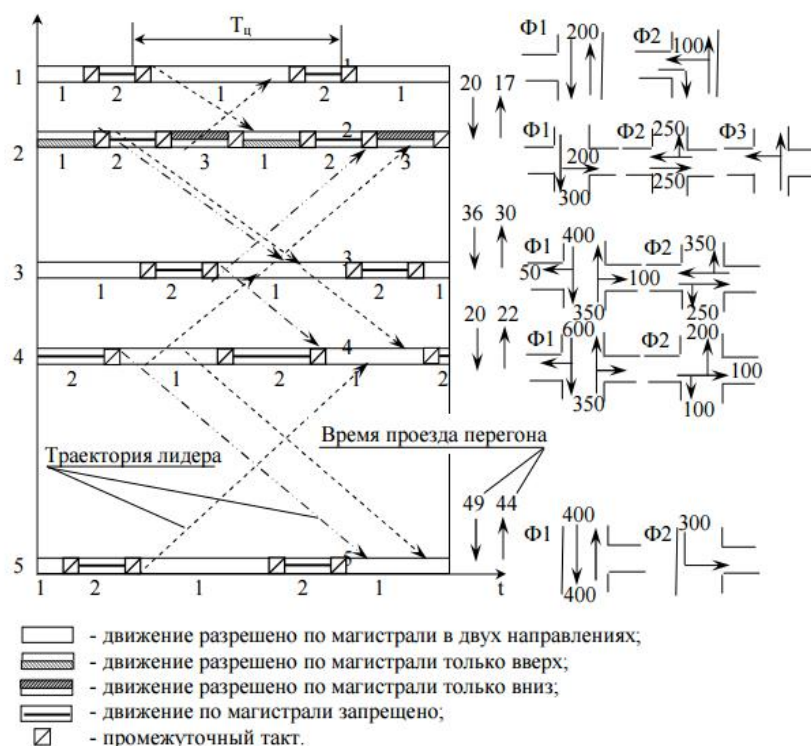 Tц
1
1 2 1 2 1
1
20 17
Ф1 200
Ф2 100
2
1 2 3 1 2 3
2
36 30
Ф1 200 300
Ф2 250 250
Ф3
3
1 2 1 2 1
3
20 22
Ф1 400 50 100 350
Ф2 350 250
4
2 1 2 1 2
4
Ф1 600 350
Ф2 200 100 100
Траектория лидера
Время проезда перегона
49 44
5
1 2 1 2 1
t
Ф1 400 400
Ф2 300
- движение разрешено по магистрали в двух направлениях;
- движение разрешено по магистрали только вверх;
- движение разрешено по магистрали только вниз;
- движение по магистрали запрещено;
- промежуточный такт.